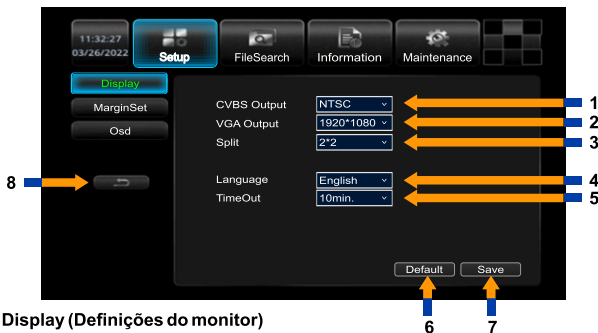 11:32:27
03/26/2022
Setup
FileSearch
Information
Maintenance
Display
MarginSet
Osd
CVBS Output NTSC 1
VGA Output 1920*1080 2
Split 2*2 3
8
Language English 4
TimeOut 10min. 5
Default Save
Display (Definições do monitor)
6 7